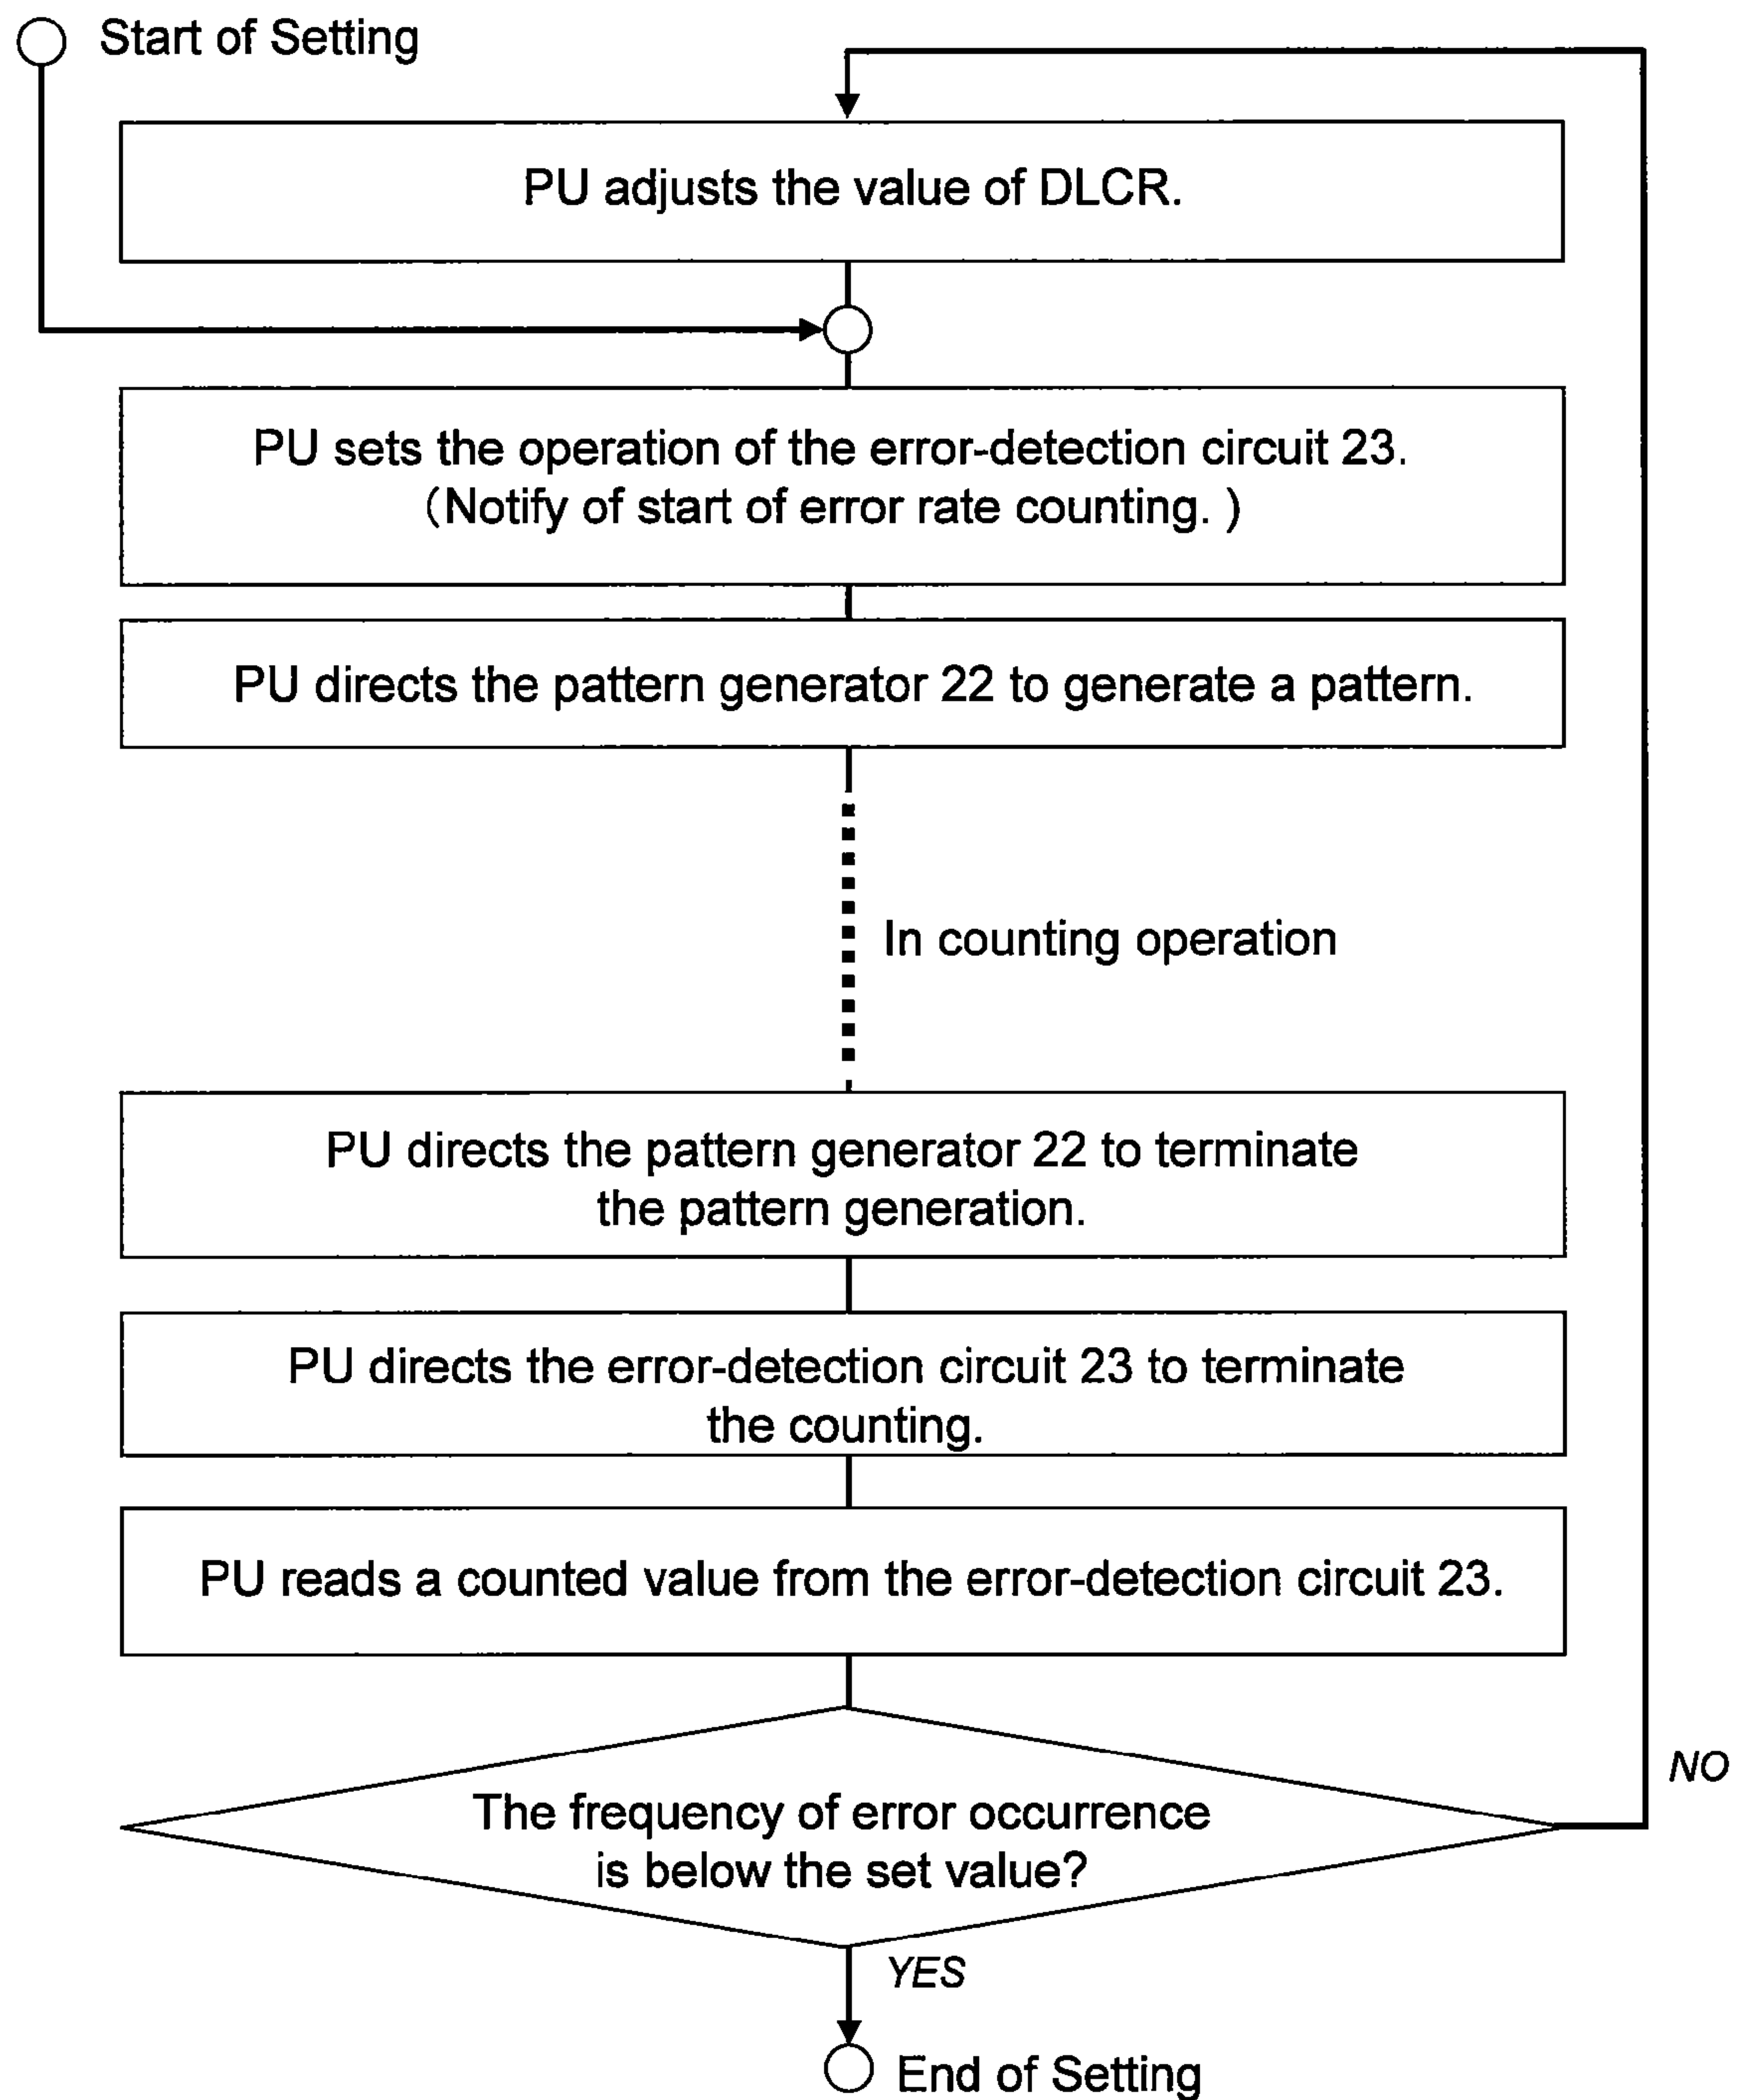 Start of Setting
PU adjusts the value of DLCR.
PU sets the operation of the error-detection circuit 23.
(Notify of start of error rate counting. )
PU directs the pattern generator 22 to generate a pattern.
In counting operation
PU directs the pattern generator 22 to terminate
the pattern generation.
PU directs the error-detection circuit 23 to terminate
the counting.
PU reads a counted value from the error-detection circuit 23.
NO
The frequency of error occurrence
is below the set value?
YES
End of Setting